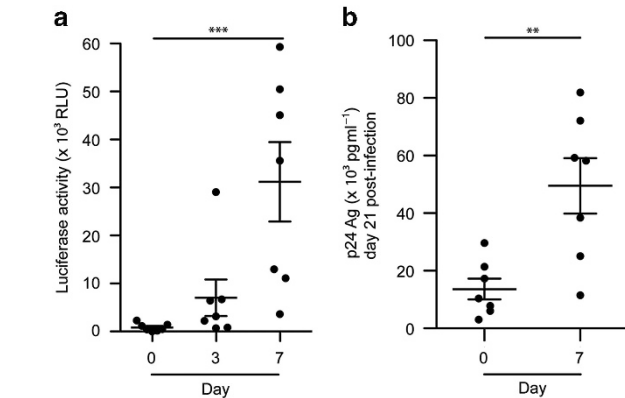 a
***
60
50
40
30
20
10
0
Luciferase activity (x 10³ RLU)
0 3 7
Day
b
**
100
80
60
40
20
0
p24 Ag (x 10³ pg ml⁻¹)
day 21 post-infection
0 7
Day